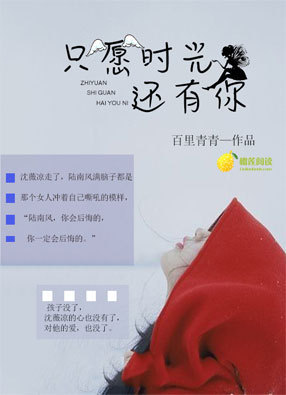 只愿时光
ZHIYUAN
SHI GUAN
HAI YOU NI
还有你
百里青青一作品
榴莲阅读
沈薇凉走了，陆南风满脑子都是
那个女人冲着自己嘶吼的模样，
“陆南风，你会后悔的，
你一定会后悔的。”
孩子没了，
沈薇凉的心也没有了，
对他的爱，也没了。